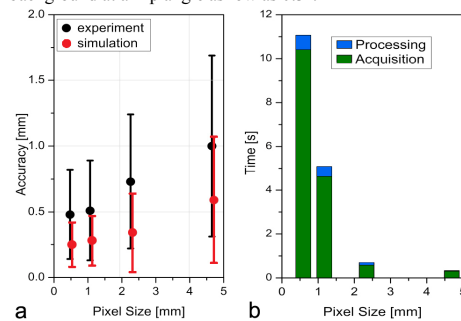 experiment
simulation
2.0
1.5
1.0
0.5
0.0
Accuracy [mm]
0 1 2 3 4 5
Pixel Size [mm]
a
Processing
Acquisition
12
10
8
6
4
2
0
Time [s]
0 1 2 3 4
Pixel Size [mm]
b